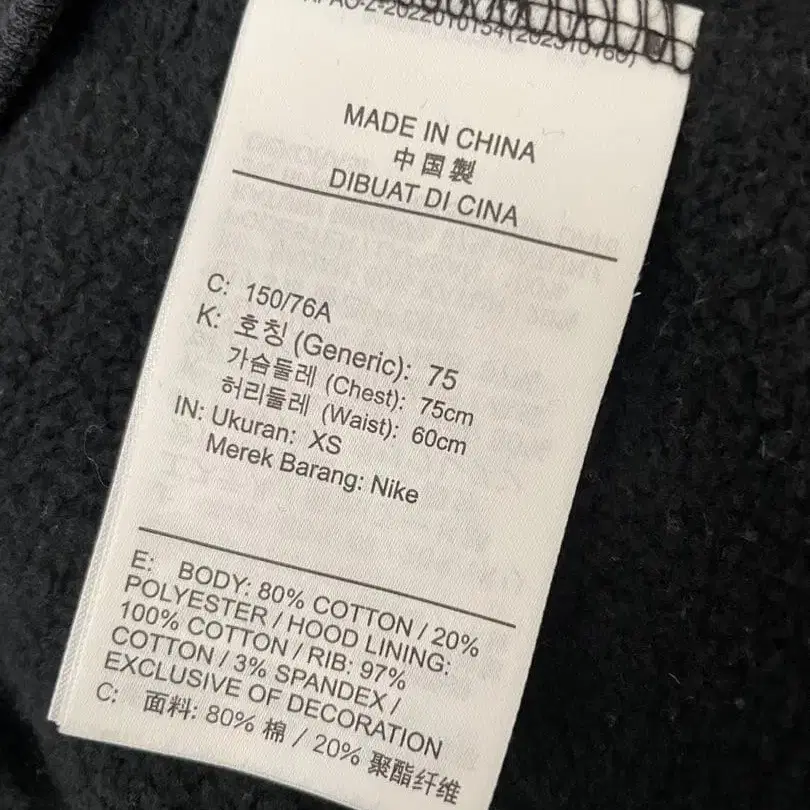 MADE IN CHINA
中国製
DIBUAT DI CINA
C: 150/76A
K: 호칭 (Generic): 75
가슴둘레 (Chest): 75cm
허리둘레 (Waist): 60cm
IN: Ukuran: XS
Merek Barang: Nike
E: BODY: 80% COTTON / 20%
POLYESTER / HOOD LINING:
100% COTTON / RIB: 97%
COTTON / 3% SPANDEX /
EXCLUSIVE OF DECORATION
C: 面料: 80% 棉 / 20% 聚酯纤维